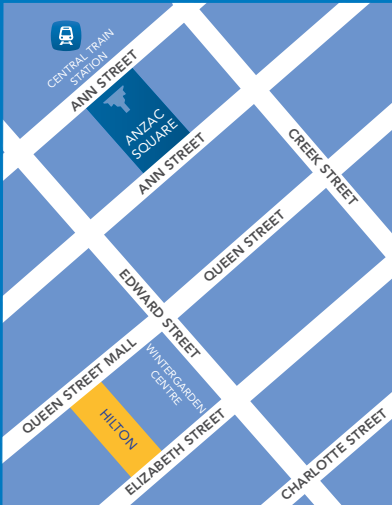 CENTRAL TRAIN
STATION
ANN STREET
ANZAC
SQUARE
ANN STREET
CREEK STREET
QUEEN STREET
EDWARD STREET
QUEEN STREET MALL
WINTERGARDEN
CENTRE
HILTON
ELIZABETH STREET
CHARLOTTE STREET